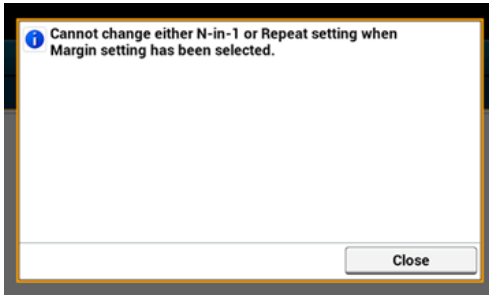 Cannot change either N-in-1 or Repeat setting when
Margin setting has been selected.
Close